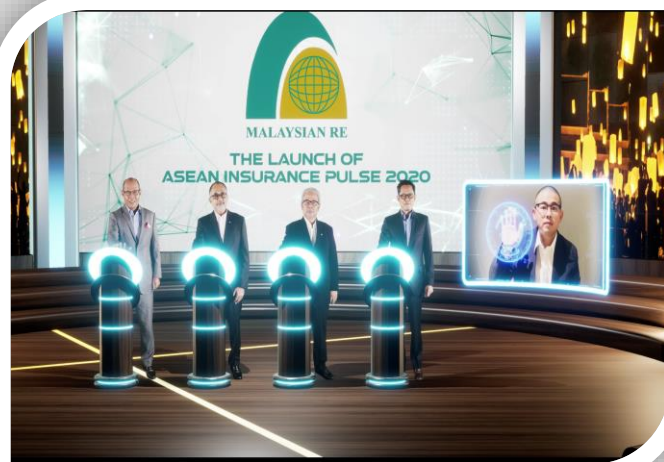 MALAYSIAN RE
THE LAUNCH OF
ASEAN INSURANCE PULSE 2020